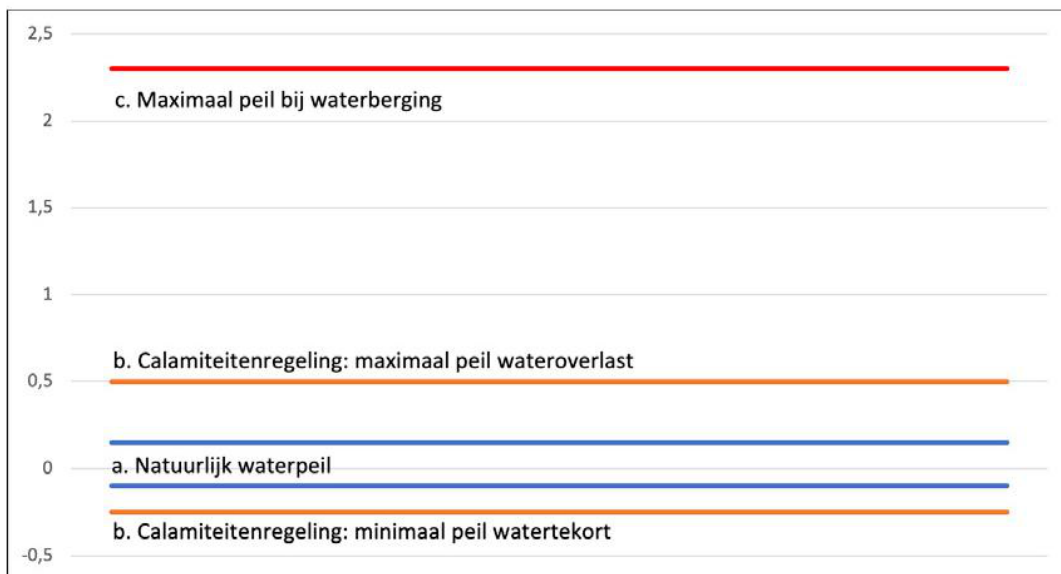 2,5
c. Maximaal peil bij waterberging
2
1,5
1
b. Calamiteitenregeling: maximaal peil wateroverlast
0,5
a. Natuurlijk waterpeil
0
b. Calamiteitenregeling: minimaal peil watertekort
-0,5